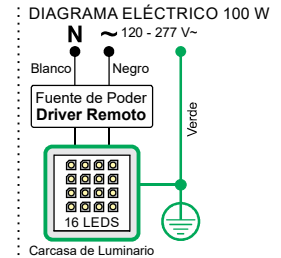 DIAGRAMA ELÉCTRICO 100 W
N ~ 120 - 277 V~
Blanco Negro
Fuente de Poder
Driver Remoto
Verde
16 LEDS
Carcasa de Luminario